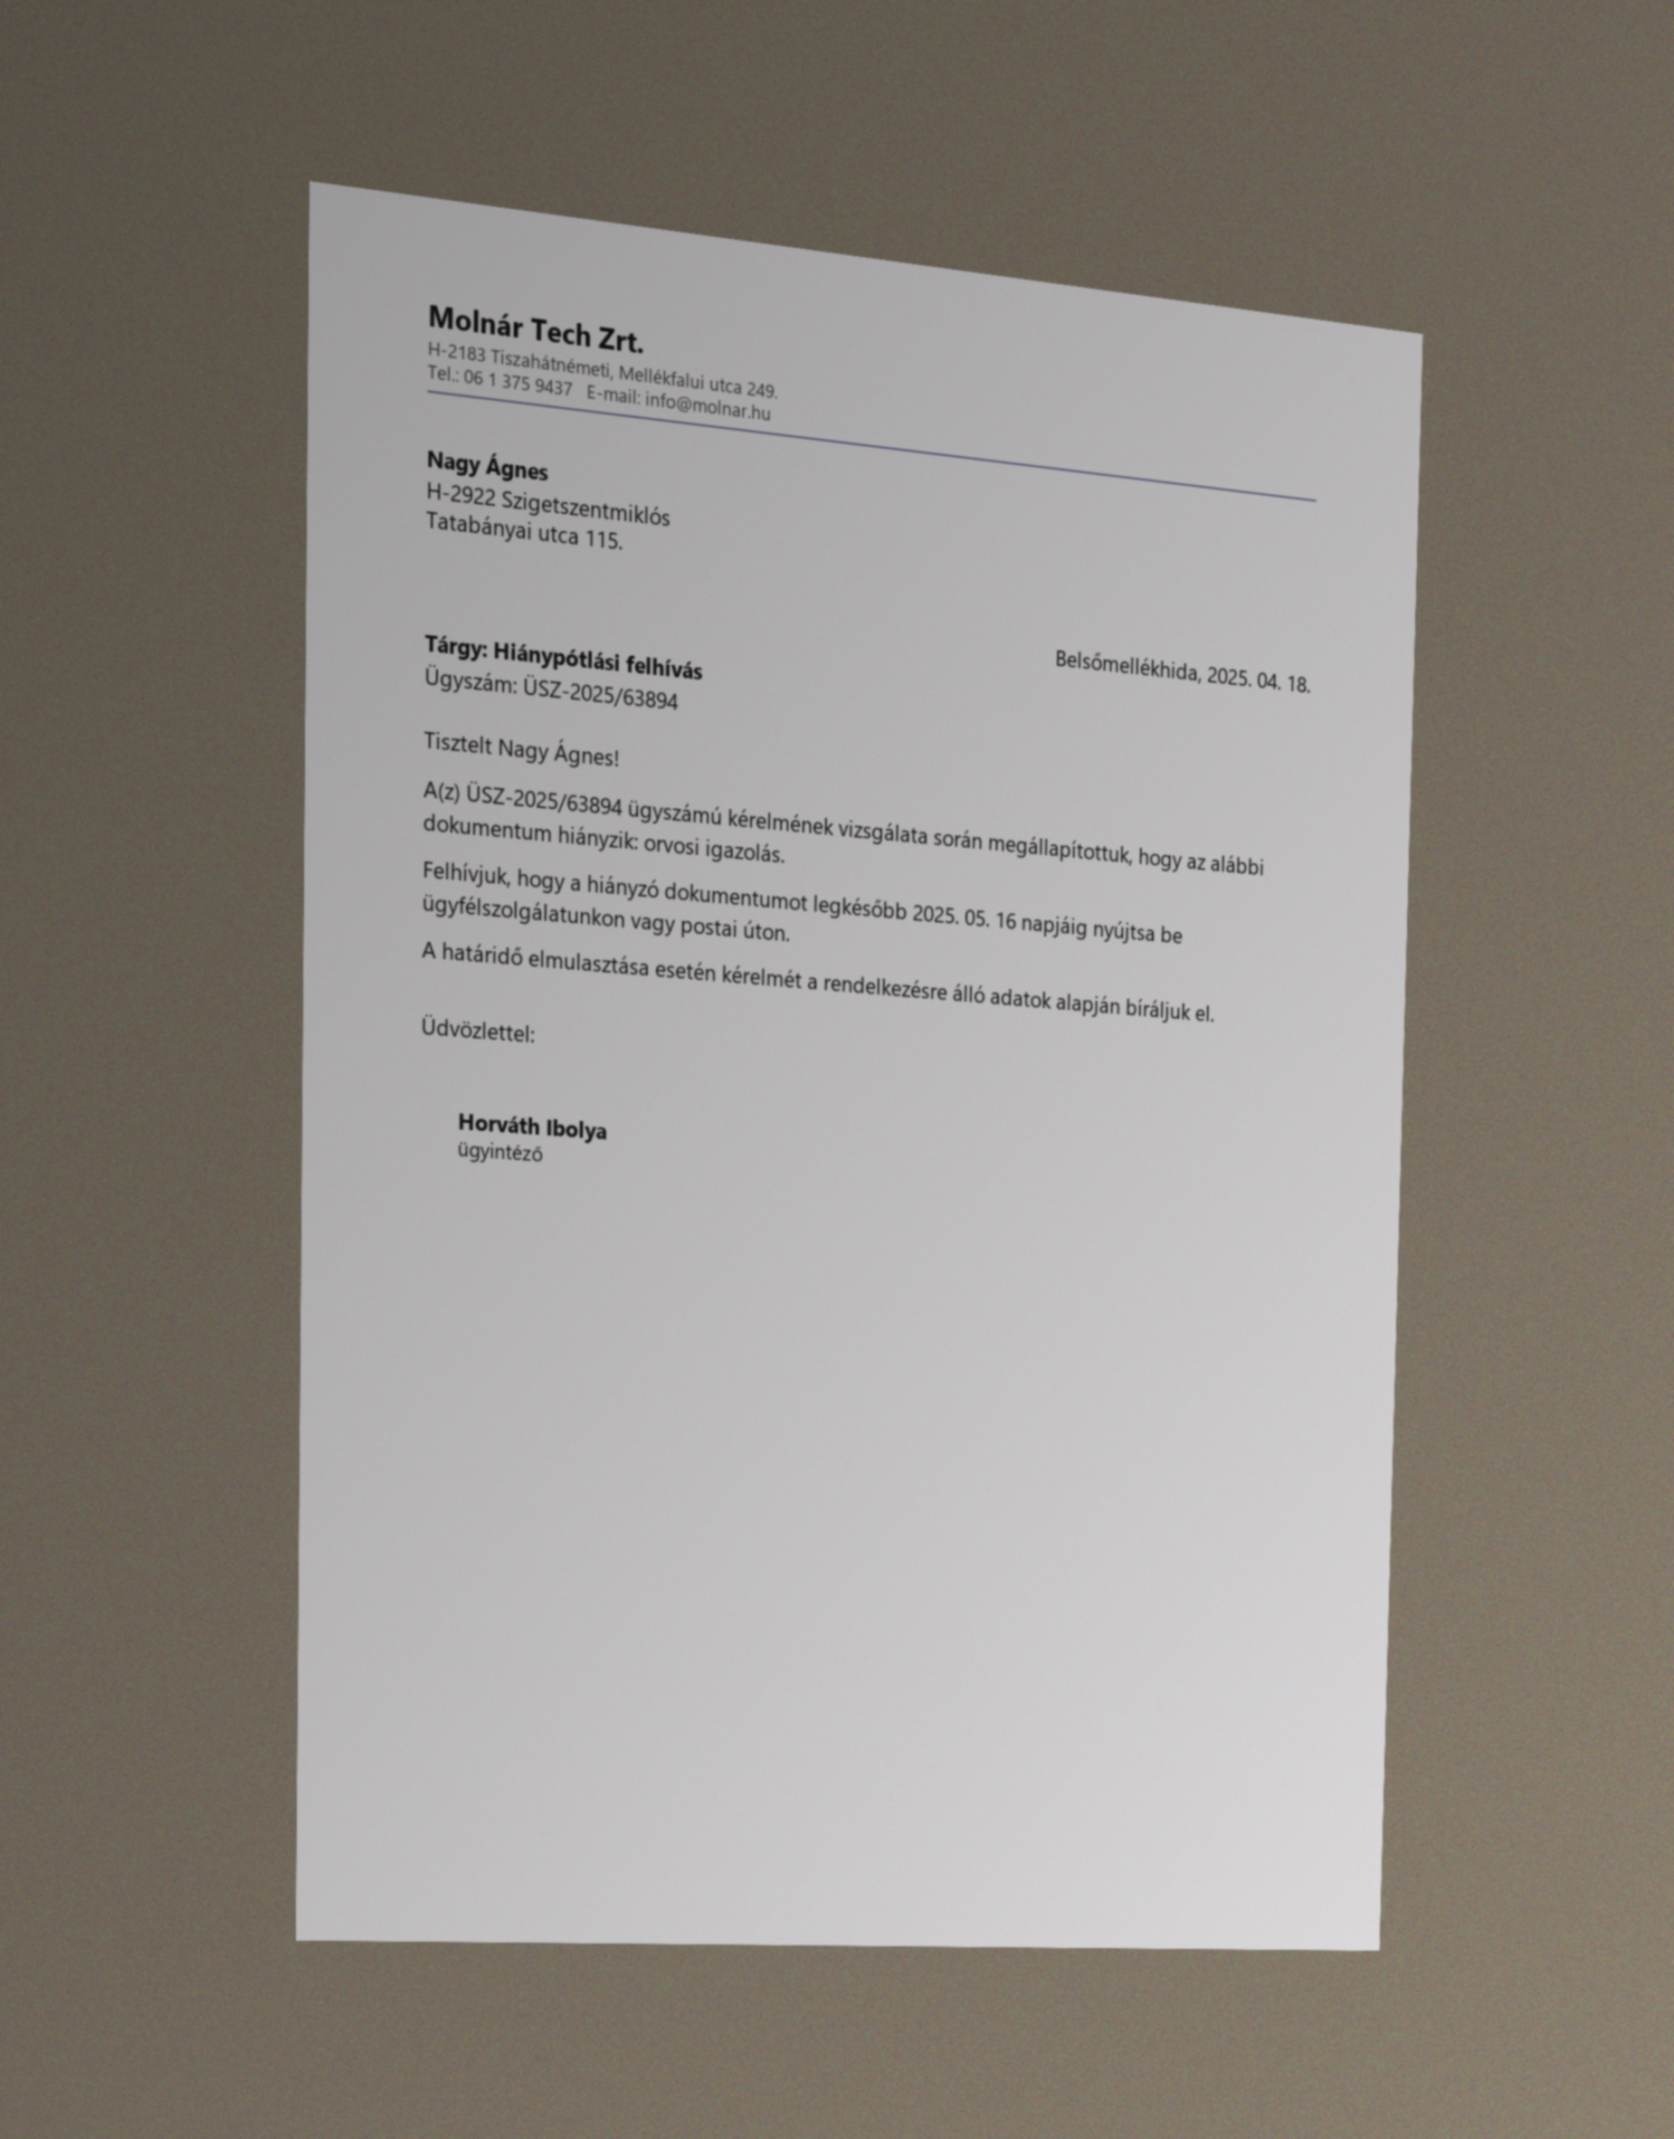 Molnár Tech Zrt.
H-2183 Tiszahátnémeti, Mellékfalui utca 249.
Tel.: 06 1 375 9437   E-mail: info@molnar.hu
Nagy Ágnes
H-2922 Szigetszentmiklós
Tatabányai utca 115.
Belsőmellékhida, 2025. 04. 18.
Tárgy: Hiánypótlási felhívás
Ügyszám: ÜSZ-2025/63894
Tisztelt Nagy Ágnes!
A(z) ÜSZ-2025/63894 ügyszámú kérelmének vizsgálata során megállapítottuk, hogy az alábbi
dokumentum hiányzik: orvosi igazolás.
Felhívjuk, hogy a hiányzó dokumentumot legkésőbb 2025. 05. 16 napjáig nyújtsa be
ügyfélszolgálatunkon vagy postai úton.
A határidő elmulasztása esetén kérelmét a rendelkezésre álló adatok alapján bíráljuk el.
Üdvözlettel:
Horváth Ibolya
ügyintéző